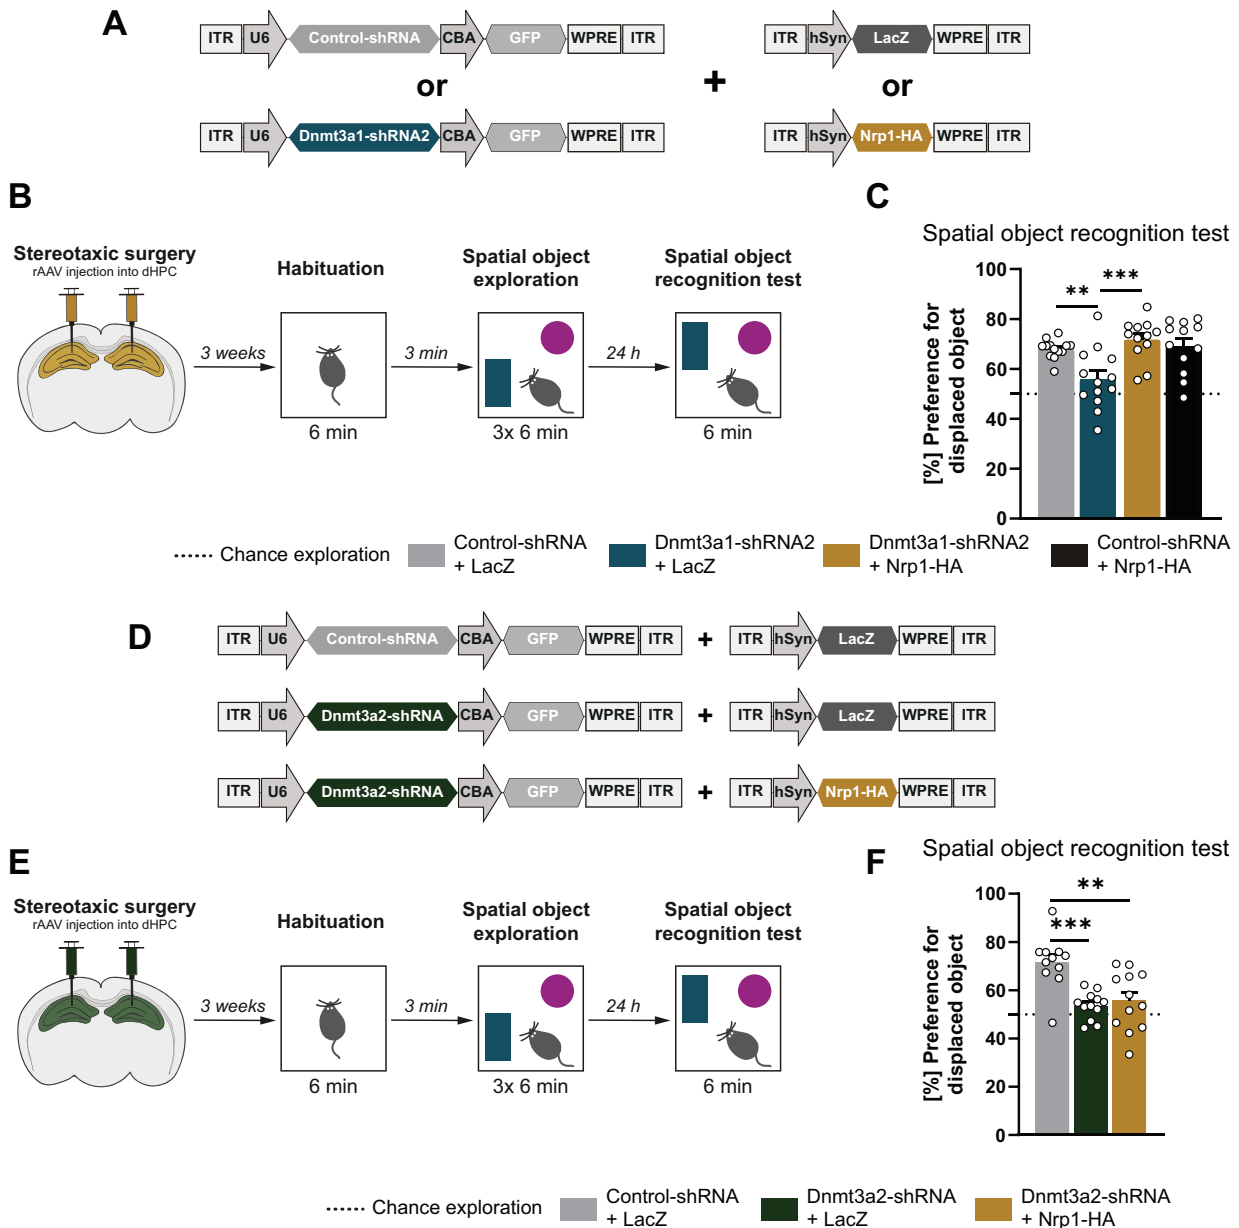 A
ITR U6 Control-shRNA CBA GFP WPRE ITR
ITR hSyn LacZ WPRE ITR
or + or
ITR U6 Dnmt3a1-shRNA2 CBA GFP WPRE ITR
ITR hSyn Nrp1-HA WPRE ITR
B
Stereotaxic surgery
rAAV injection into dHPC
3 weeks
Habituation
6 min
3 min
Spatial object
exploration
3x 6 min
24 h
Spatial object
recognition test
6 min
C
Spatial object recognition test
[%] Preference for
displaced object
100
80
60
40
20
0
** ***
Chance exploration
Control-shRNA
+ LacZ
Dnmt3a1-shRNA2
+ LacZ
Dnmt3a1-shRNA2
+ Nrp1-HA
Control-shRNA
+ Nrp1-HA
D
ITR U6 Control-shRNA CBA GFP WPRE ITR + ITR hSyn LacZ WPRE ITR
ITR U6 Dnmt3a2-shRNA CBA GFP WPRE ITR + ITR hSyn LacZ WPRE ITR
ITR U6 Dnmt3a2-shRNA CBA GFP WPRE ITR + ITR hSyn Nrp1-HA WPRE ITR
E
Stereotaxic surgery
rAAV injection into dHPC
3 weeks
Habituation
6 min
3 min
Spatial object
exploration
3x 6 min
24 h
Spatial object
recognition test
6 min
F
Spatial object recognition test
[%] Preference for
displaced object
100
80
60
40
20
0
**
***
Chance exploration
Control-shRNA
+ LacZ
Dnmt3a2-shRNA
+ LacZ
Dnmt3a2-shRNA
+ Nrp1-HA